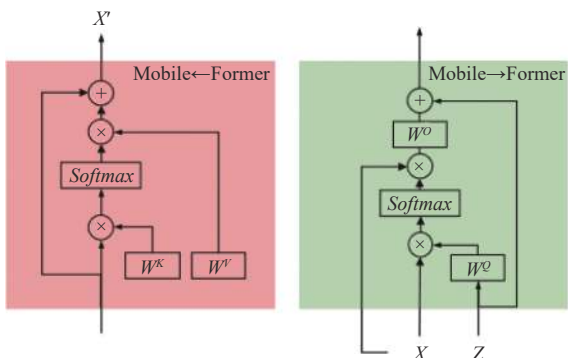 X′
Mobile←Former
+
×
Softmax
×
W^K
W^V
Mobile→Former
+
W^O
×
Softmax
×
W^Q
X
Z